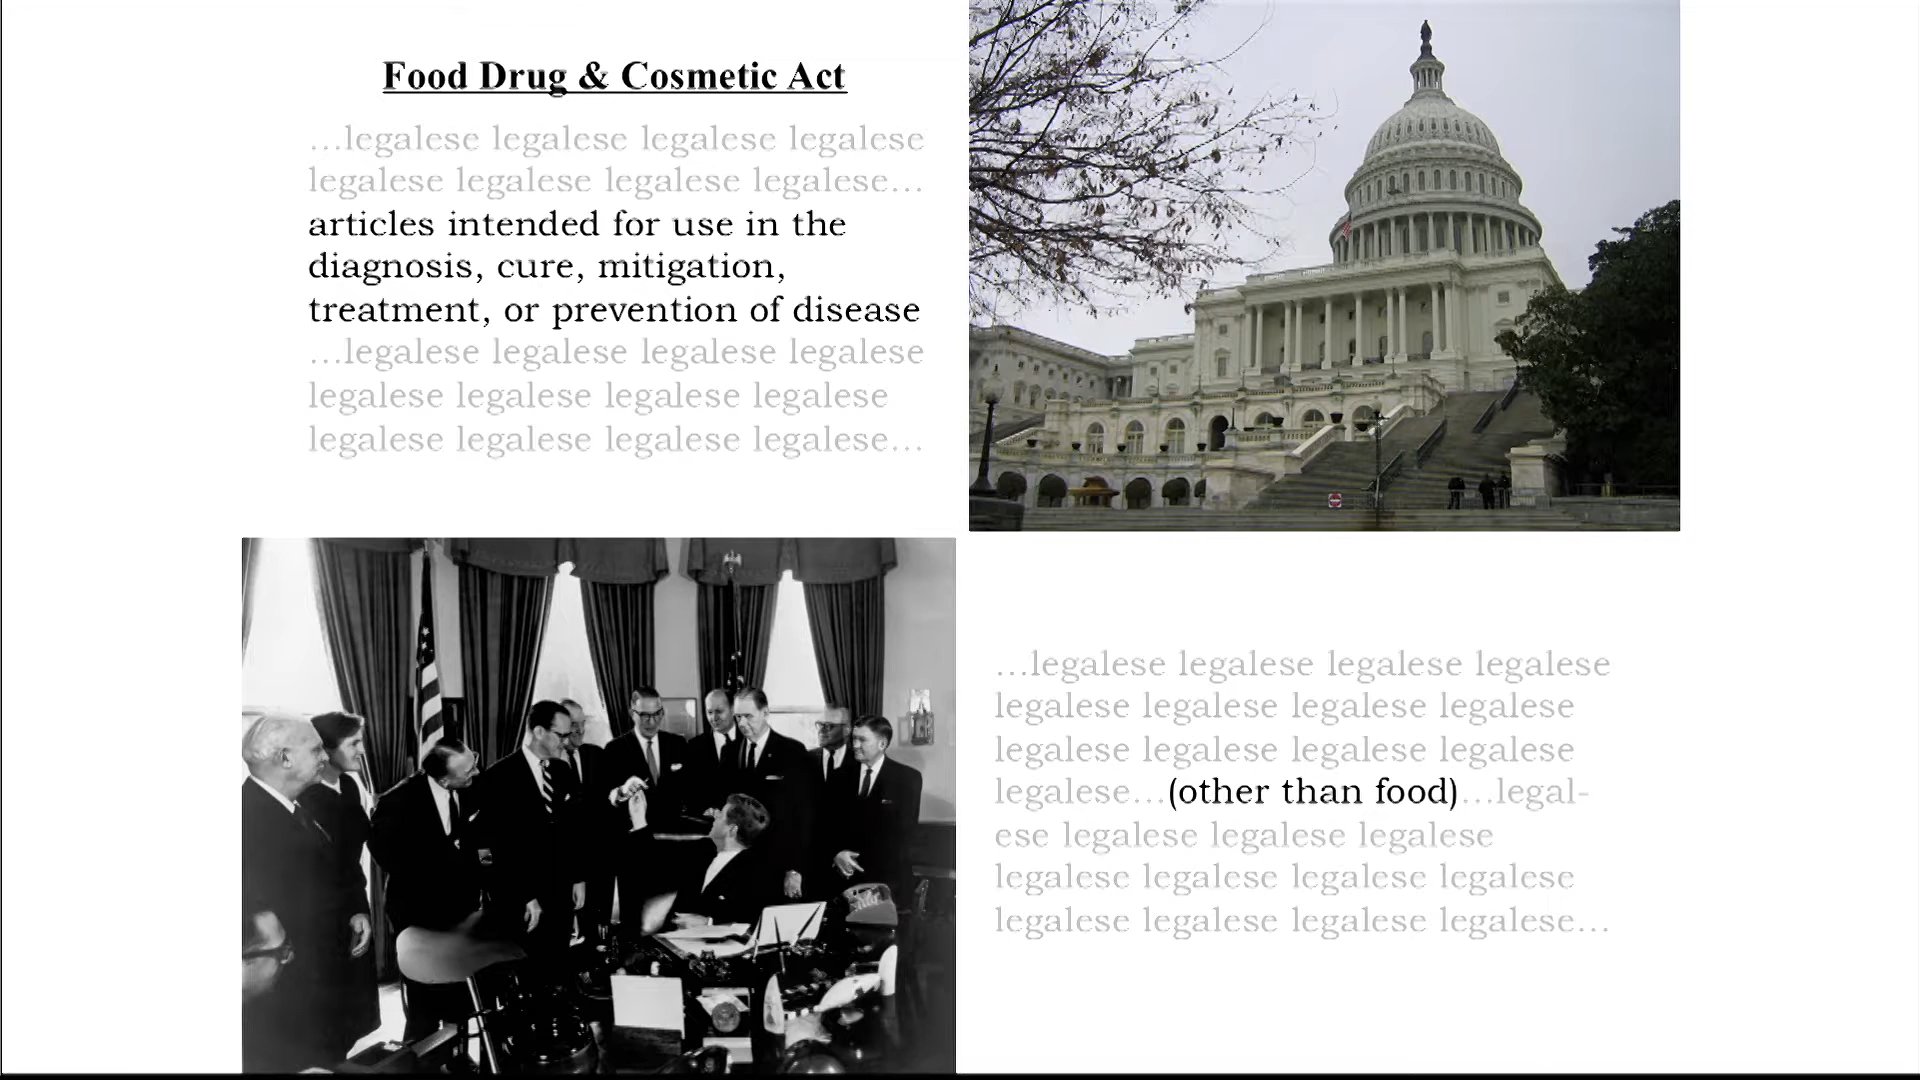 Food Drug & Cosmetic Act
...legalese legalese legalese legalese
legalese legalese legalese legalese...
articles intended for use in the
diagnosis, cure, mitigation,
treatment, or prevention of disease
...legalese legalese legalese legalese
legalese legalese legalese legalese
legalese legalese legalese legalese...
...legalese legalese legalese legalese
legalese legalese legalese legalese
legalese legalese legalese legalese
legalese...(other than food)...legal-
ese legalese legalese legalese
legalese legalese legalese legalese
legalese legalese legalese legalese...